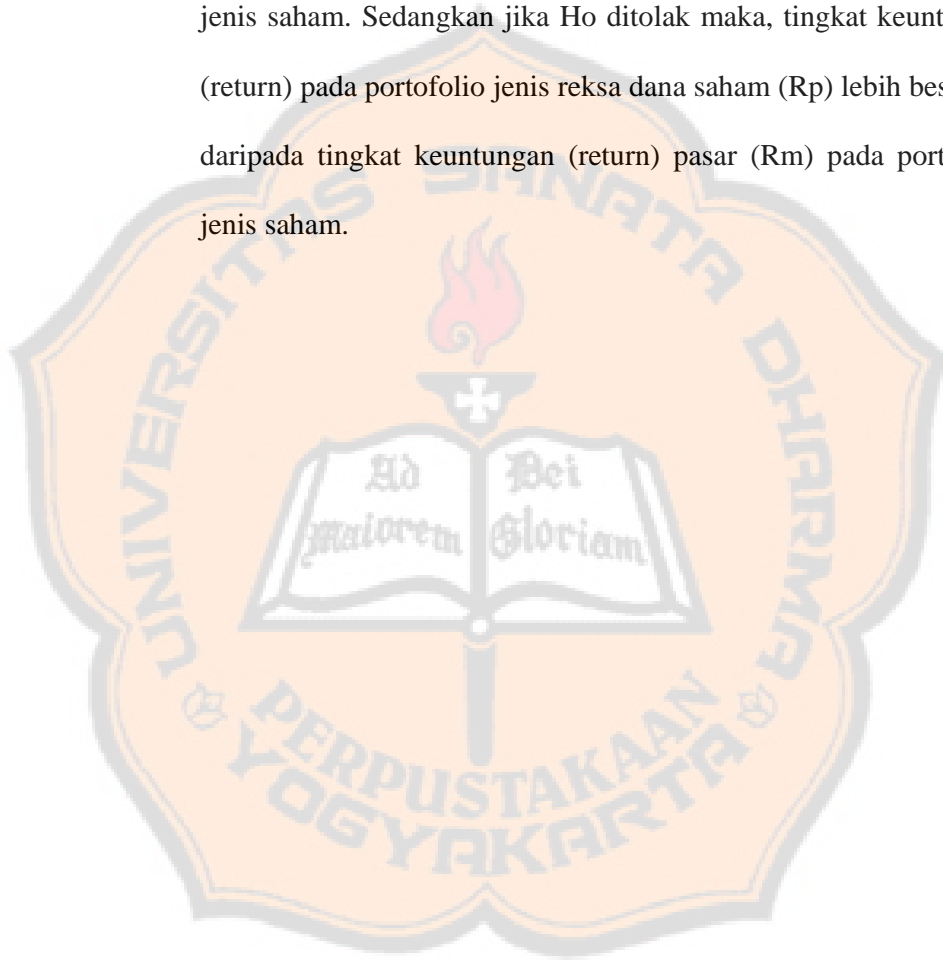 jenis saham. Sedangkan jika Ho ditolak maka, tingkat keunt
(return) pada portofolio jenis reksa dana saham (Rp) lebih bes
daripada tingkat keuntungan (return) pasar (Rm) pada port
jenis saham.
UNIVERSITAS SANATA DHARMA
Ad Dei
Maiorem Gloriam
PERPUSTAKAAN
YOGYAKARTA